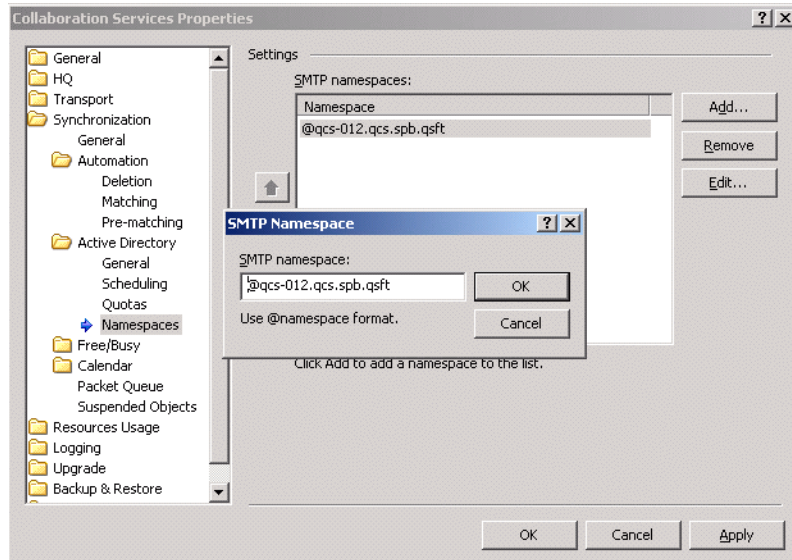 Collaboration Services Properties
General
HQ
Transport
Synchronization
General
Automation
Deletion
Matching
Pre-matching
Active Directory
General
Scheduling
Quotas
Namespaces
Free/Busy
Calendar
Packet Queue
Suspended Objects
Resources Usage
Logging
Upgrade
Backup & Restore
Settings
SMTP namespaces:
Namespace
@qcs-012.qcs.spb.qsft
Add...
Remove
Edit...
SMTP Namespace
SMTP namespace:
@qcs-012.qcs.spb.qsft
OK
Use @namespace format.
Cancel
Click Add to add a namespace to the list.
OK
Cancel
Apply